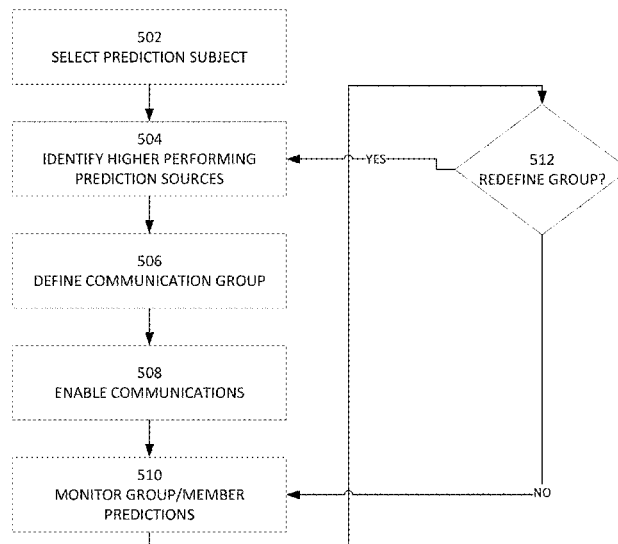 502
SELECT PREDICTION SUBJECT
504
IDENTIFY HIGHER PERFORMING
PREDICTION SOURCES
YES
512
REDEFINE GROUP?
506
DEFINE COMMUNICATION GROUP
508
ENABLE COMMUNICATIONS
510
MONITOR GROUP/MEMBER
PREDICTIONS
NO